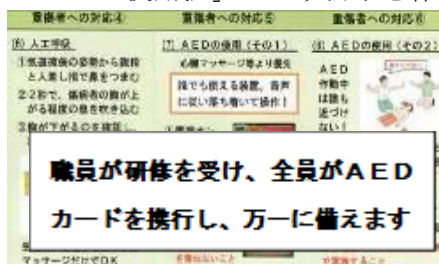 重傷者への対応④
重傷者への対応⑤
重傷者への対応⑥
(6) 人工呼吸
①気道確保の姿勢から親指
と人差し指で鼻をつまむ
②2秒で、傷病者の胸が上
がる程度の息を吹き込む
③胸が下がるのを確認し、
(7) AEDの使用(その1)
心臓マッサージ等より優先
誰でも使える装置、音声
に従い落ち着いて操作!
(8) AEDの使用(その2)
AED
作動中
は誰も
近づけ
ない!
職員が研修を受け、全員がAED
カードを携行し、万一に備えます
マッサージだけでOK